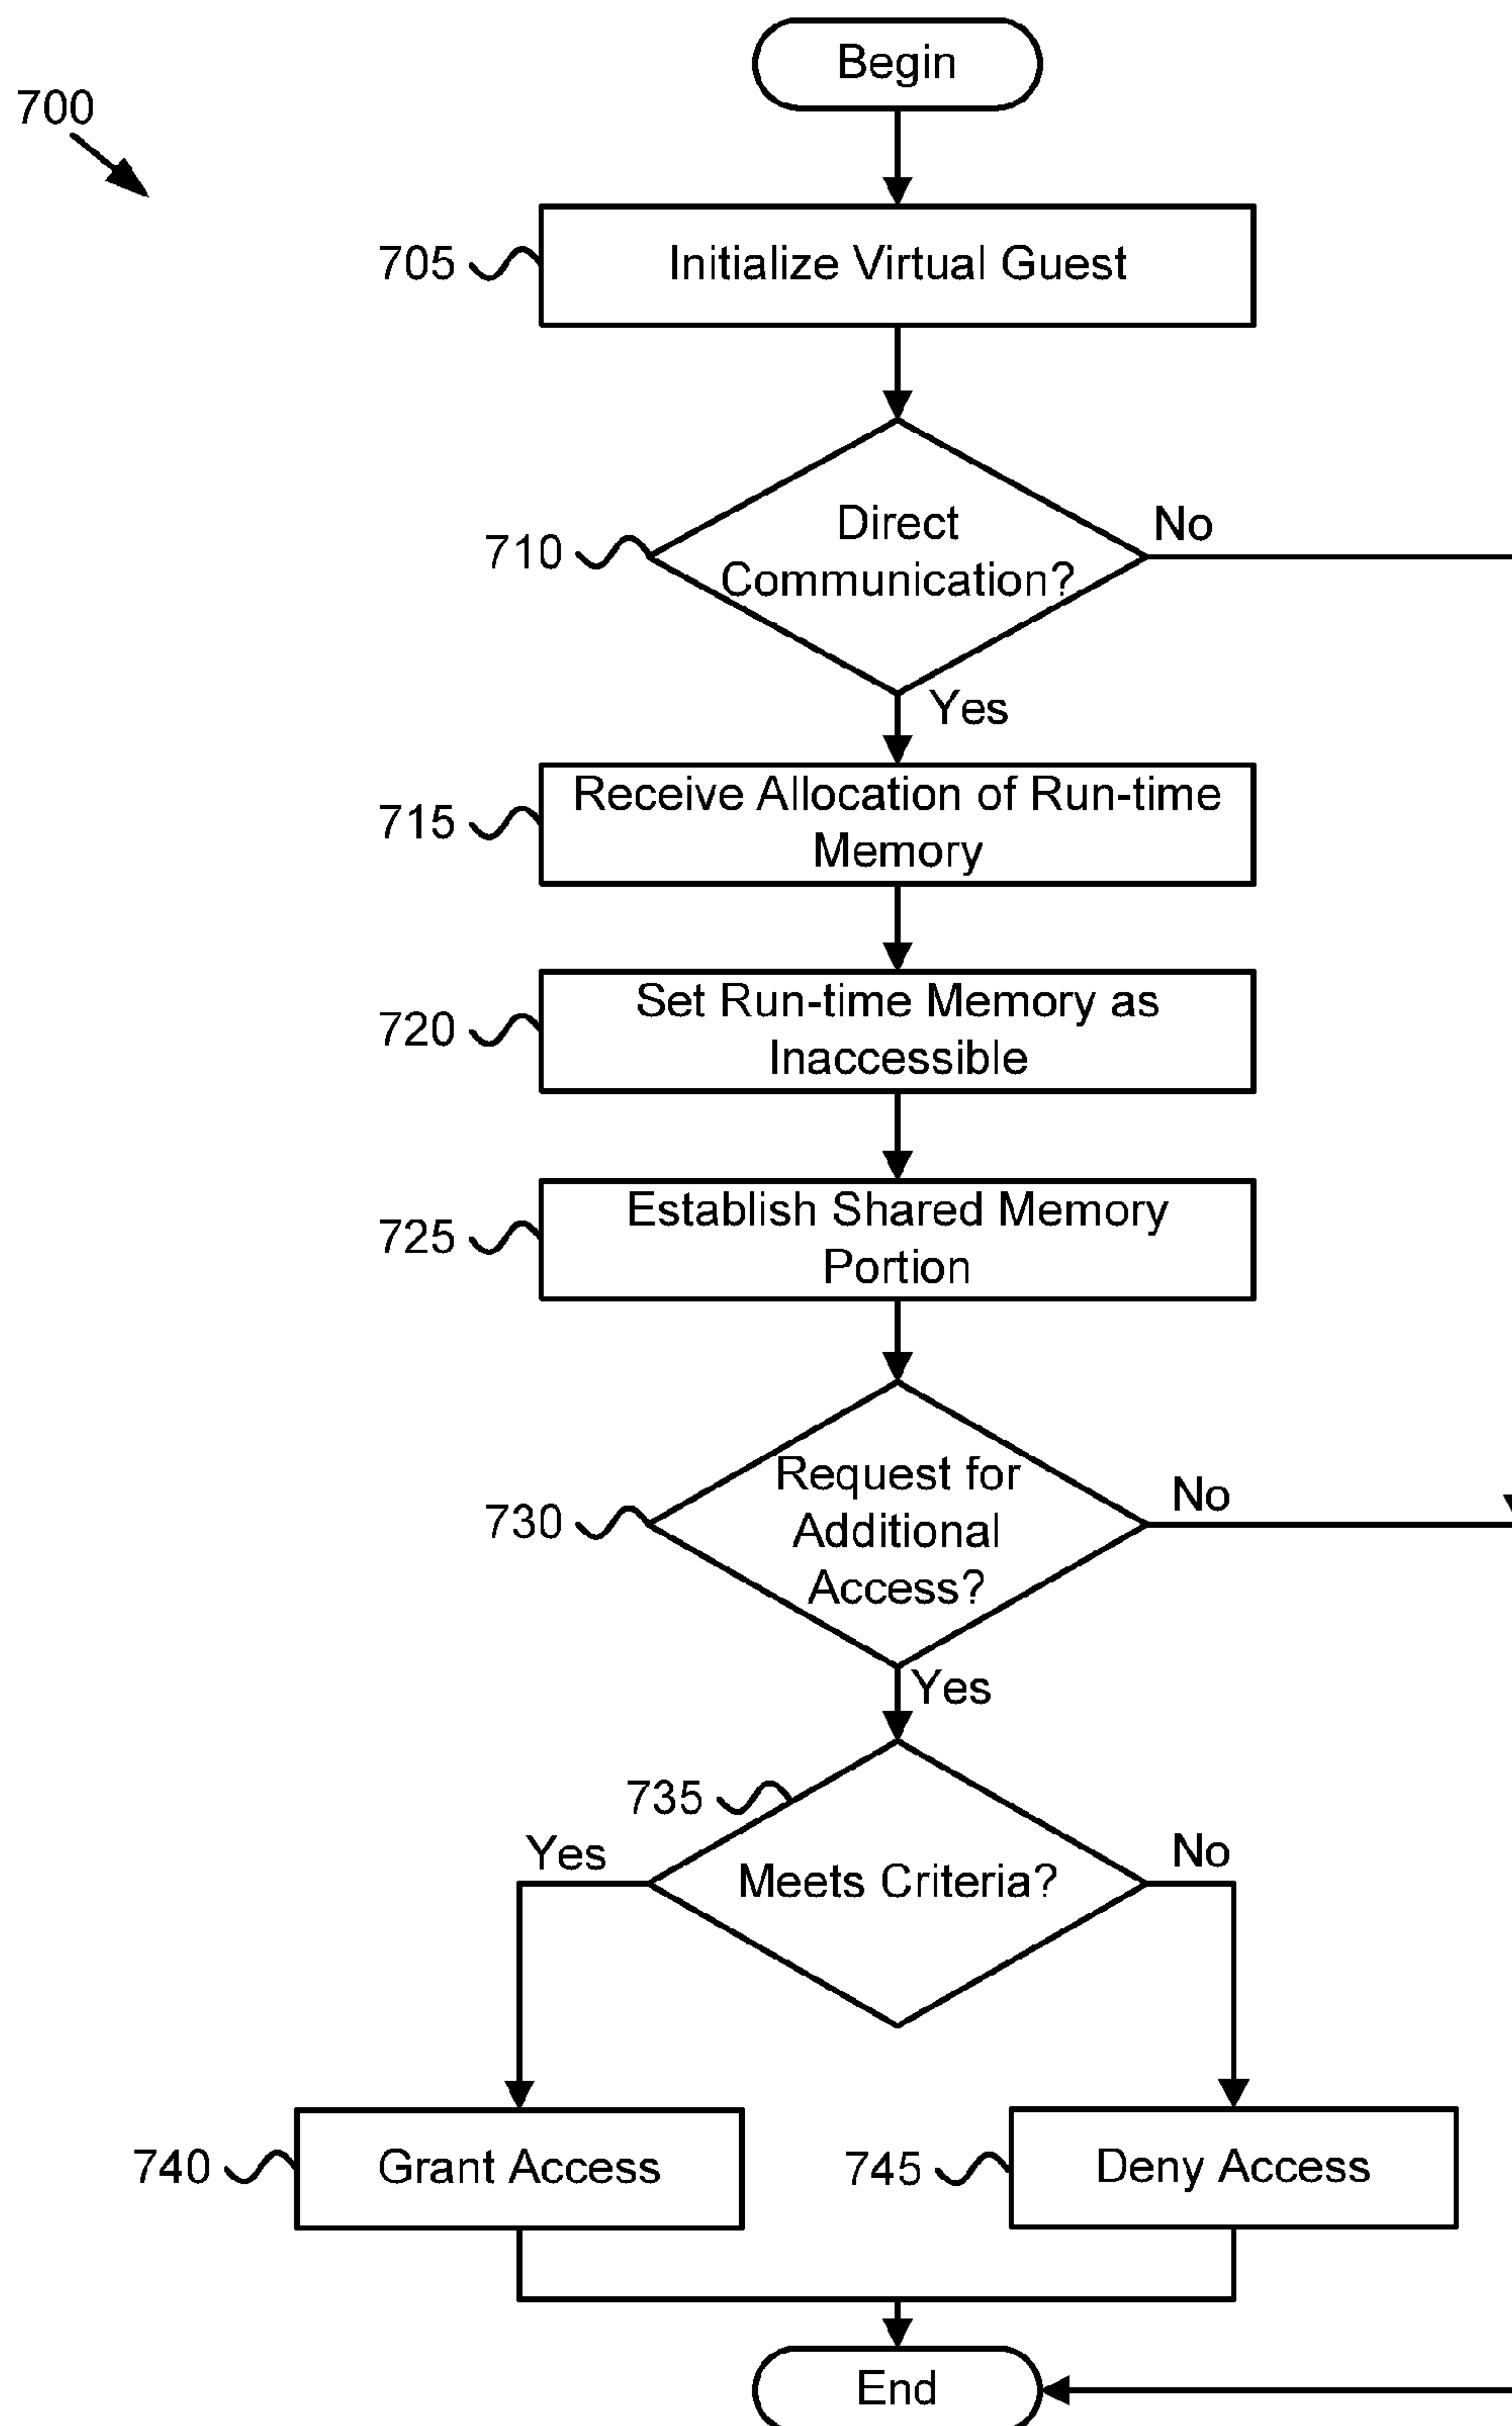 Begin
700
705
Initialize Virtual Guest
Direct
Communication?
No
710
Yes
715
Receive Allocation of Run-time
Memory
720
Set Run-time Memory as
Inaccessible
725
Establish Shared Memory
Portion
730
Request for
Additional
Access?
No
Yes
735
Yes
Meets Criteria?
No
740
Grant Access
745
Deny Access
End